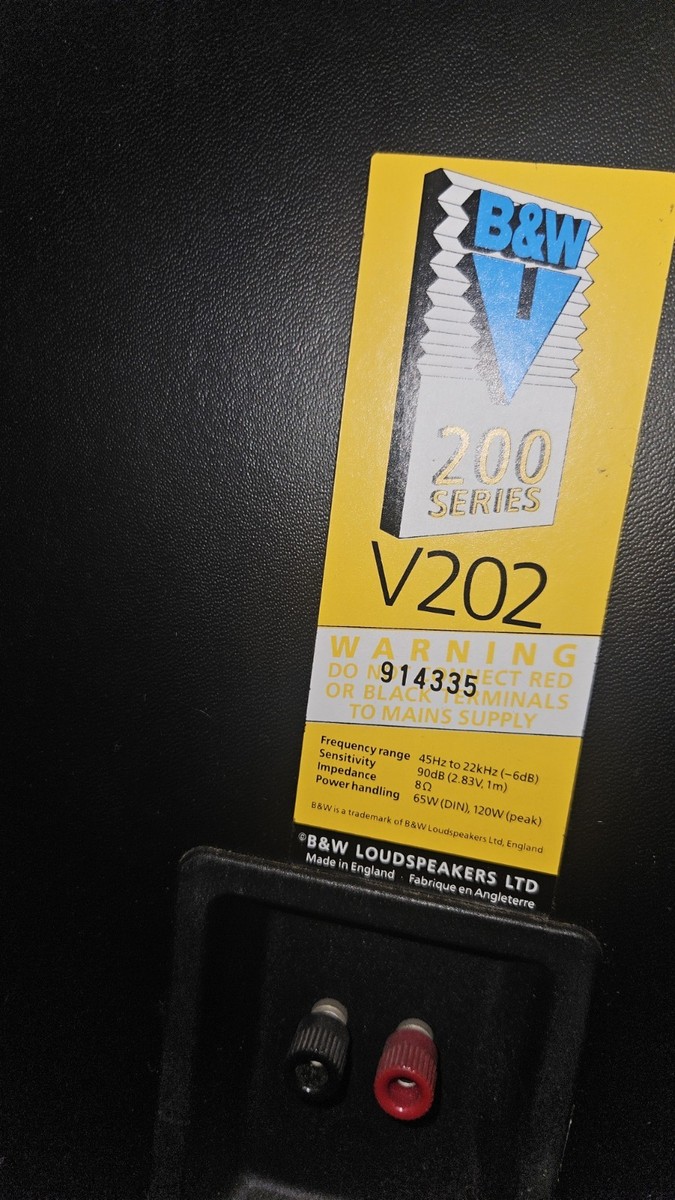 B&W
200
SERIES
V202
WARNING
DO NOT CONNECT RED
OR BLACK TERMINALS
TO MAINS SUPPLY
914335
Frequency range 45Hz to 22kHz (−6dB)
Sensitivity 90dB (2.83V, 1m)
Impedance 8Ω
Power handling 65W (DIN), 120W (peak)
B&W is a trademark of B&W Loudspeakers Ltd, England
©B&W LOUDSPEAKERS LTD
Made in England · Fabrique en Angleterre